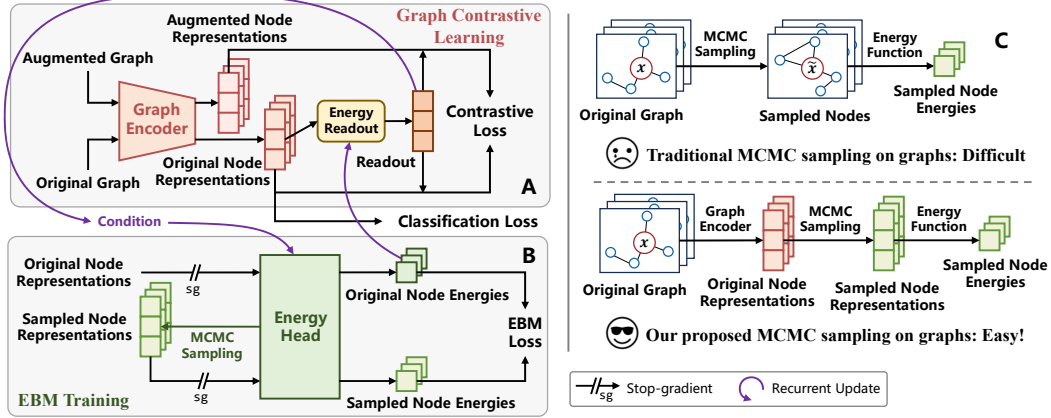 Graph Contrastive
Learning
Augmented Node
Representations
Augmented Graph
Graph
Encoder
Energy
Readout
Contrastive
Loss
Readout
Original Node
Representations
Original Graph
A
Classification Loss
Condition
B
Original Node
Representations
sg
Original Node Energies
Sampled Node
Representations
MCMC
Sampling
Energy
Head
EBM
Loss
sg
Sampled Node Energies
EBM Training
C
MCMC
Sampling
Energy
Function
x
x̃
Original Graph
Sampled Nodes
Sampled Node
Energies
Traditional MCMC sampling on graphs: Difficult
Graph
Encoder
MCMC
Sampling
Energy
Function
x
Original Graph
Original Node
Representations
Sampled Node
Representations
Sampled Node
Energies
Our proposed MCMC sampling on graphs: Easy!
sg
Stop-gradient
Recurrent Update